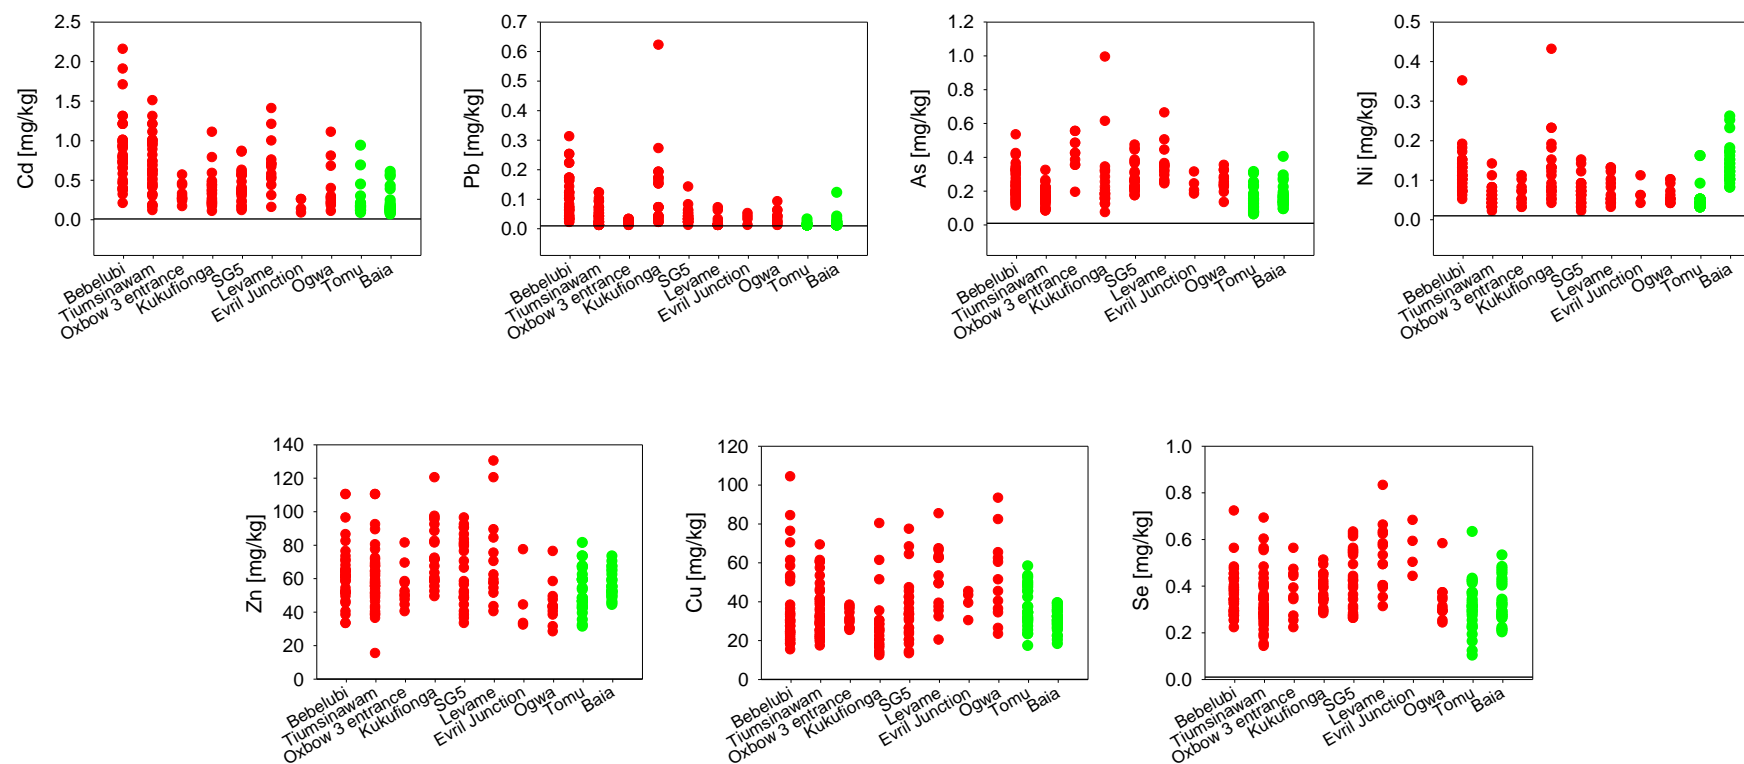 Cd [mg/kg]
2.5
2.0
1.5
1.0
0.5
0.0
Bebelubi
Tiumsinawam
Oxbow 3 entrance
Kukufionga
SG5
Levame
Evril Junction
Ogwa
Tomu
Baia
Pb [mg/kg]
0.7
0.6
0.5
0.4
0.3
0.2
0.1
0.0
Bebelubi
Tiumsinawam
Oxbow 3 entrance
Kukufionga
SG5
Levame
Evril Junction
Ogwa
Tomu
Baia
As [mg/kg]
1.2
1.0
0.8
0.6
0.4
0.2
0.0
Bebelubi
Tiumsinawam
Oxbow 3 entrance
Kukufionga
SG5
Levame
Evril Junction
Ogwa
Tomu
Baia
Ni [mg/kg]
0.5
0.4
0.3
0.2
0.1
0.0
Bebelubi
Tiumsinawam
Oxbow 3 entrance
Kukufionga
SG5
Levame
Evril Junction
Ogwa
Tomu
Baia
Zn [mg/kg]
140
120
100
80
60
40
20
0
Bebelubi
Tiumsinawam
Oxbow 3 entrance
Kukufionga
SG5
Levame
Evril Junction
Ogwa
Tomu
Baia
Cu [mg/kg]
120
100
80
60
40
20
0
Bebelubi
Tiumsinawam
Oxbow 3 entrance
Kukufionga
SG5
Levame
Evril Junction
Ogwa
Tomu
Baia
Se [mg/kg]
1.0
0.8
0.6
0.4
0.2
0.0
Bebelubi
Tiumsinawam
Oxbow 3 entrance
Kukufionga
SG5
Levame
Evril Junction
Ogwa
Tomu
Baia